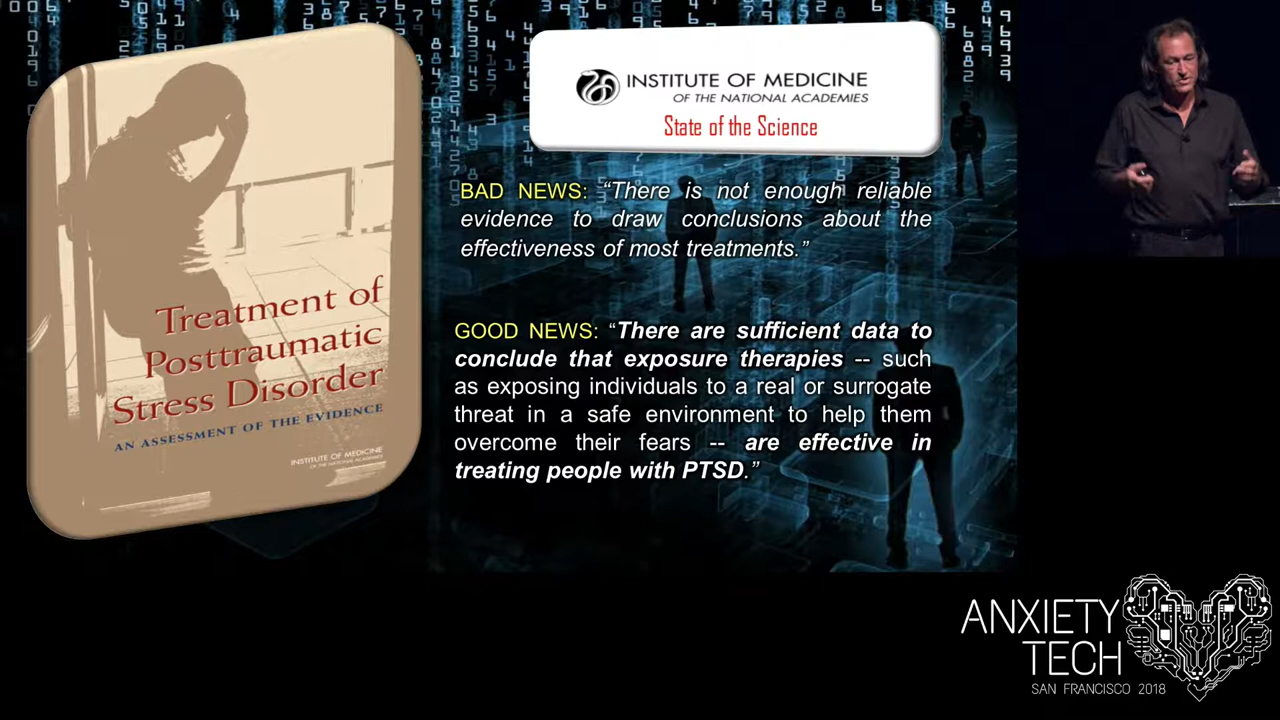 Treatment of
Posttraumatic
Stress Disorder
AN ASSESSMENT OF THE EVIDENCE
INSTITUTE OF MEDICINE
OF THE NATIONAL ACADEMIES
INSTITUTE OF MEDICINE
OF THE NATIONAL ACADEMIES
State of the Science
BAD NEWS: “There is not enough reliable
evidence to draw conclusions about the
effectiveness of most treatments.”
GOOD NEWS: “There are sufficient data to
conclude that exposure therapies -- such
as exposing individuals to a real or surrogate
threat in a safe environment to help them
overcome their fears -- are effective in
treating people with PTSD.”
ANXIETY
TECH
SAN FRANCISCO 2018